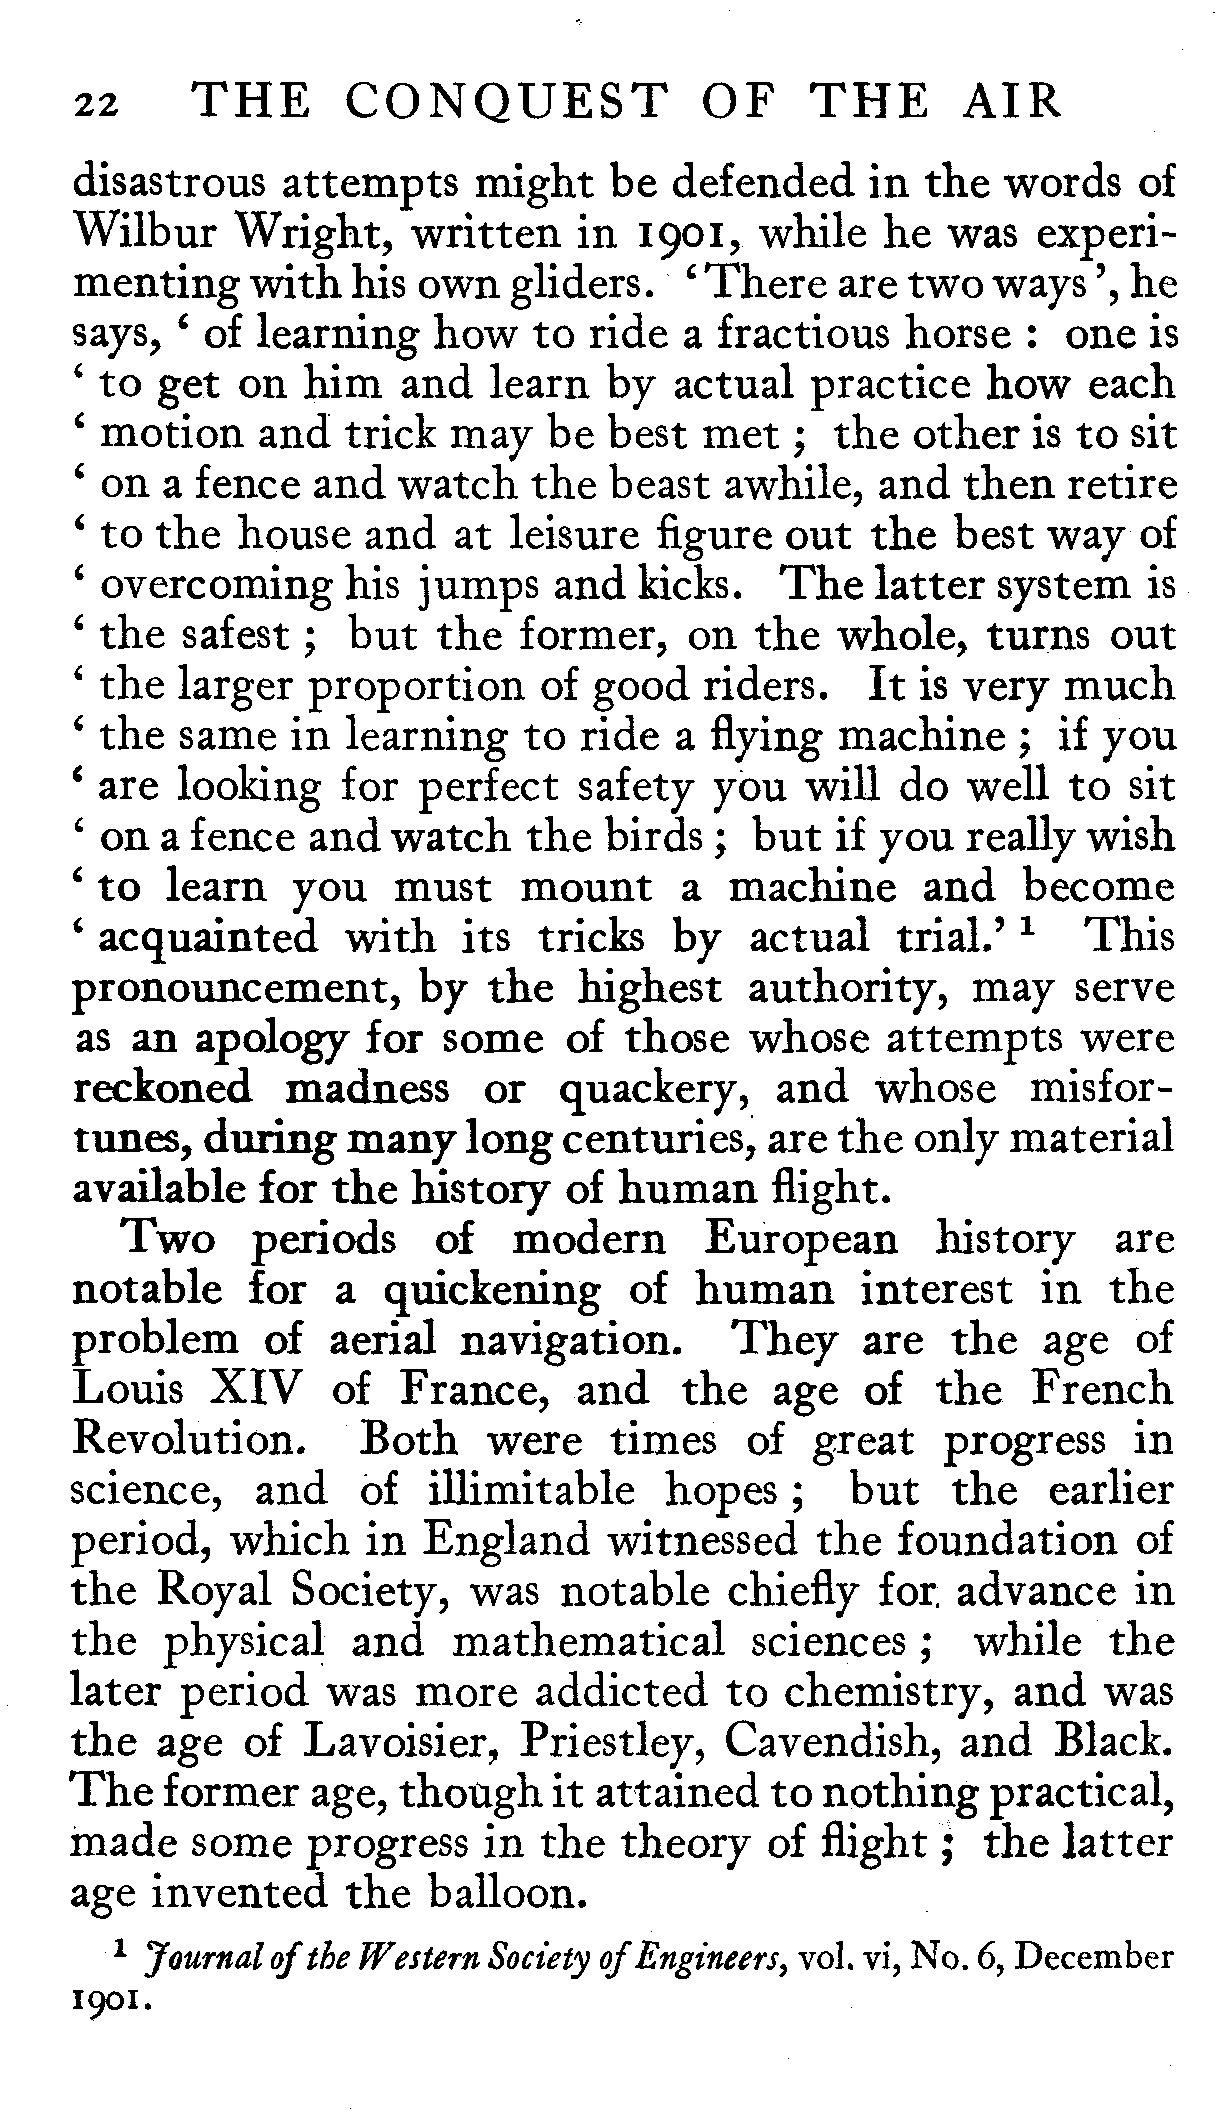 22 THE CONQUEST OF THE AIR
disastrous attempts might be defended in the words of
Wilbur Wright, written in 1901, while he was experi-
menting with his own gliders. ‘There are two ways’, he
says, ‘ of learning how to ride a fractious horse : one is
‘ to get on him and learn by actual practice how each
‘ motion and trick may be best met ; the other is to sit
‘ on a fence and watch the beast awhile, and then retire
‘ to the house and at leisure figure out the best way of
‘ overcoming his jumps and kicks. The latter system is
‘ the safest ; but the former, on the whole, turns out
‘ the larger proportion of good riders. It is very much
‘ the same in learning to ride a flying machine ; if you
‘ are looking for perfect safety you will do well to sit
‘ on a fence and watch the birds ; but if you really wish
‘ to learn you must mount a machine and become
‘ acquainted with its tricks by actual trial.’ ¹ This
pronouncement, by the highest authority, may serve
as an apology for some of those whose attempts were
reckoned madness or quackery, and whose misfor-
tunes, during many long centuries, are the only material
available for the history of human flight.
Two periods of modern European history are
notable for a quickening of human interest in the
problem of aerial navigation. They are the age of
Louis XIV of France, and the age of the French
Revolution. Both were times of great progress in
science, and of illimitable hopes ; but the earlier
period, which in England witnessed the foundation of
the Royal Society, was notable chiefly for advance in
the physical and mathematical sciences ; while the
later period was more addicted to chemistry, and was
the age of Lavoisier, Priestley, Cavendish, and Black.
The former age, though it attained to nothing practical,
made some progress in the theory of flight ; the latter
age invented the balloon.
¹ Journal of the Western Society of Engineers, vol. vi, No. 6, December
1901.